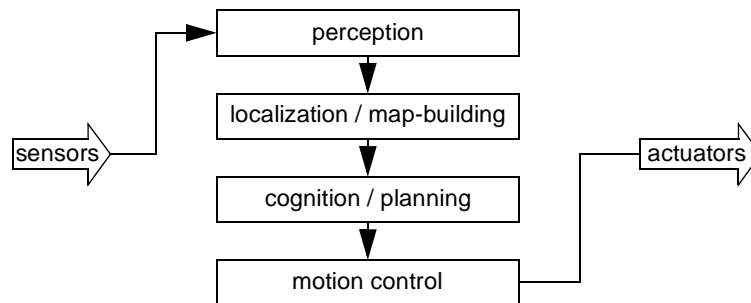 perception
localization / map-building
sensors
actuators
cognition / planning
motion control